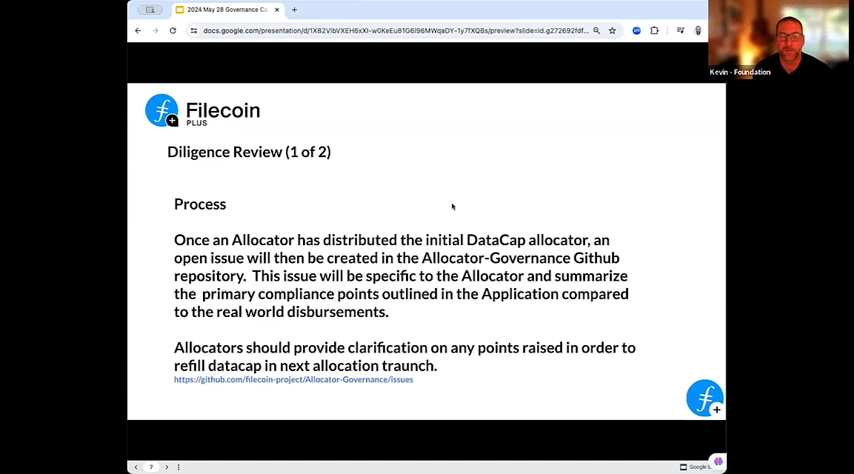 2024 May 28 Governance Ca
docs.google.com/presentation/d/1X82VlbVXEH6xXI-w0KeEu81G6l96MWqaDY-1y7fXQBs/preview?slide=id.g272692fdf...
Kevin - Foundation
Filecoin
PLUS
Diligence Review (1 of 2)
Process
Once an Allocator has distributed the initial DataCap allocator, an
open issue will then be created in the Allocator-Governance Github
repository. This issue will be specific to the Allocator and summarize
the primary compliance points outlined in the Application compared
to the real world disbursements.
Allocators should provide clarification on any points raised in order to
refill datacap in next allocation traunch.
https://github.com/filecoin-project/Allocator-Governance/issues
7
Google S